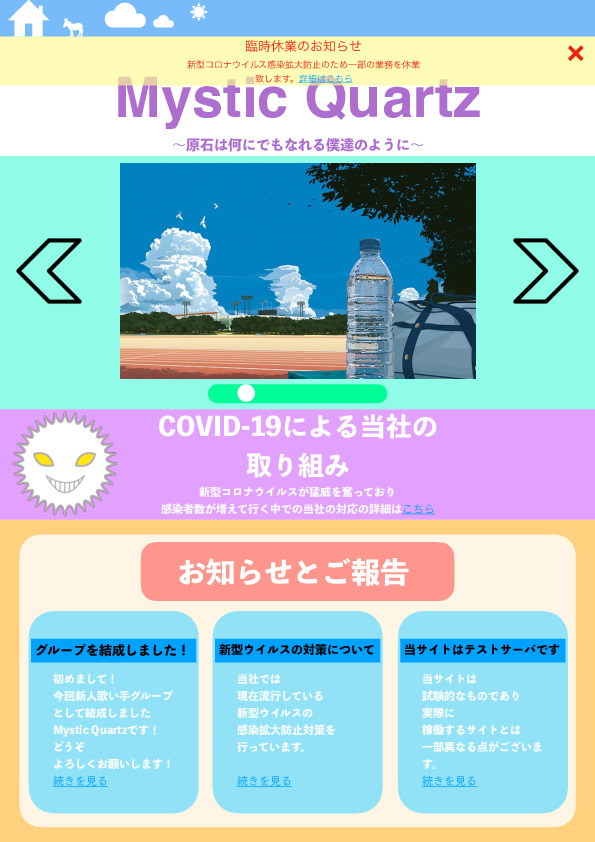 臨時休業のお知らせ
新型コロナウイルス感染拡大防止のため一部の業務を休業
致します。詳細はこちら
Mystic Quartz
〜原石は何にでもなれる僕達のように〜
COVID-19による当社の
取り組み
新型コロナウイルスが猛威を奮っており
感染者数が増えて行く中での当社の対応の詳細はこちら
お知らせとご報告
グループを結成しました！
初めまして！
今回新人歌い手グループ
として結成しました
Mystic Quartzです！
どうぞ
よろしくお願いします！
続きを見る
新型ウイルスの対策について
当社では
現在流行している
新型ウイルスの
感染拡大防止対策を
行っています。
続きを見る
当サイトはテストサーバです
当サイトは
試験的なものであり
実際に
稼働するサイトとは
一部異なる点がございま
す。
続きを見る